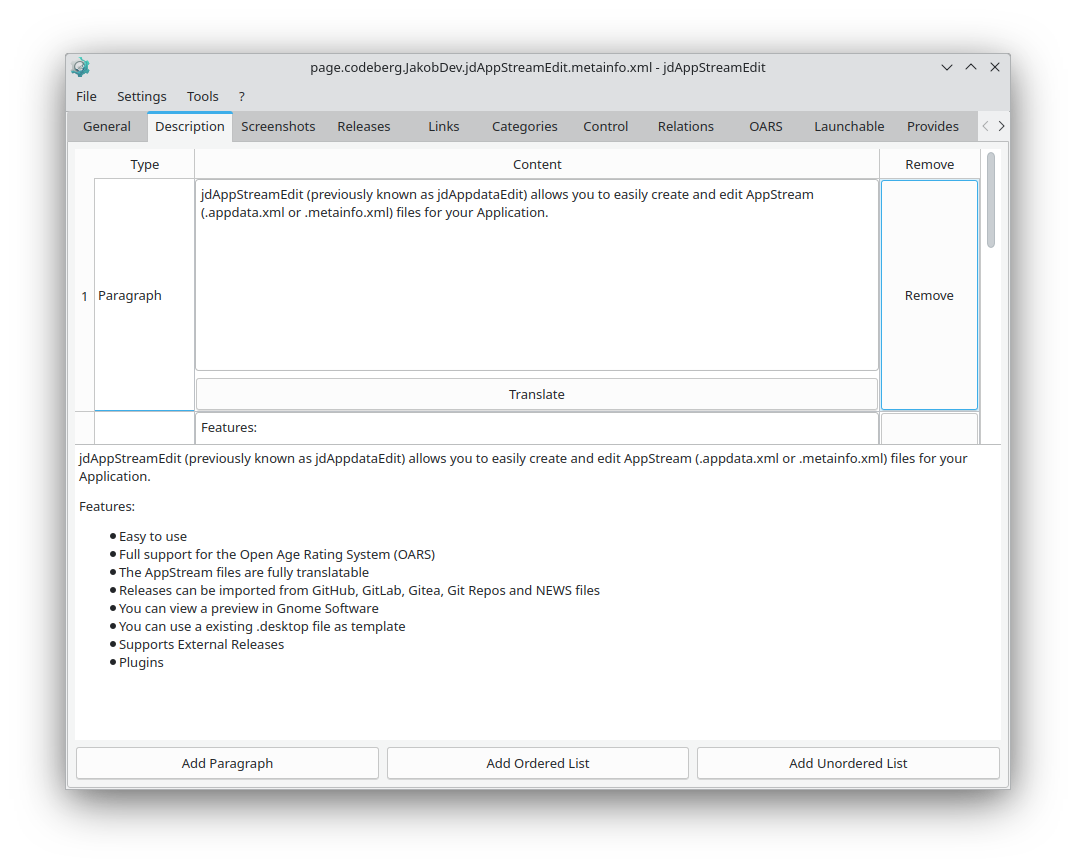 page.codeberg.JakobDev.jdAppStreamEdit.metainfo.xml - jdAppStreamEdit
File Settings Tools ?
General Description Screenshots Releases Links Categories Control Relations OARS Launchable Provides
Type Content Remove
jdAppStreamEdit (previously known as jdAppdataEdit) allows you to easily create and edit AppStream
(.appdata.xml or .metainfo.xml) files for your Application.
1 Paragraph Remove
Translate
Features:
jdAppStreamEdit (previously known as jdAppdataEdit) allows you to easily create and edit AppStream (.appdata.xml or .metainfo.xml) files for your
Application.
Features:
• Easy to use
• Full support for the Open Age Rating System (OARS)
• The AppStream files are fully translatable
• Releases can be imported from GitHub, GitLab, Gitea, Git Repos and NEWS files
• You can view a preview in Gnome Software
• You can use a existing .desktop file as template
• Supports External Releases
• Plugins
Add Paragraph Add Ordered List Add Unordered List